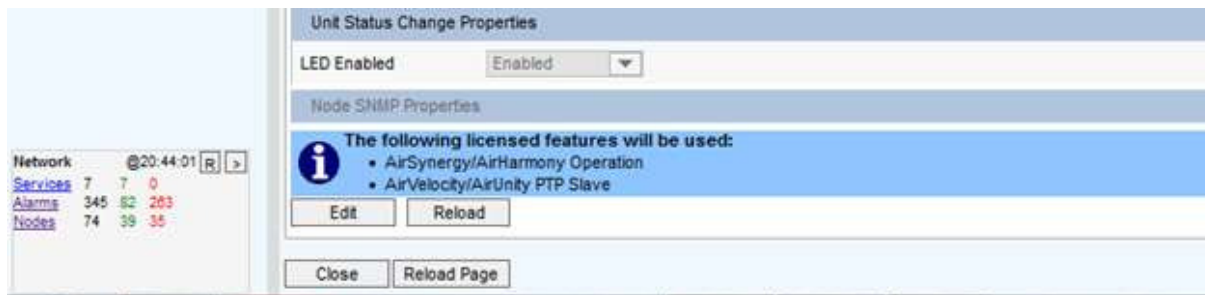 Unit Status Change Properties
LED Enabled Enabled
Node SNMP Properties
The following licensed features will be used:
• AirSynergy/AirHarmony Operation
• AirVelocity/AirUnity PTP Slave
Edit Reload
Close Reload Page
Network @20:44:01 R >
Services 7 7 0
Alarms 345 82 263
Nodes 74 39 35